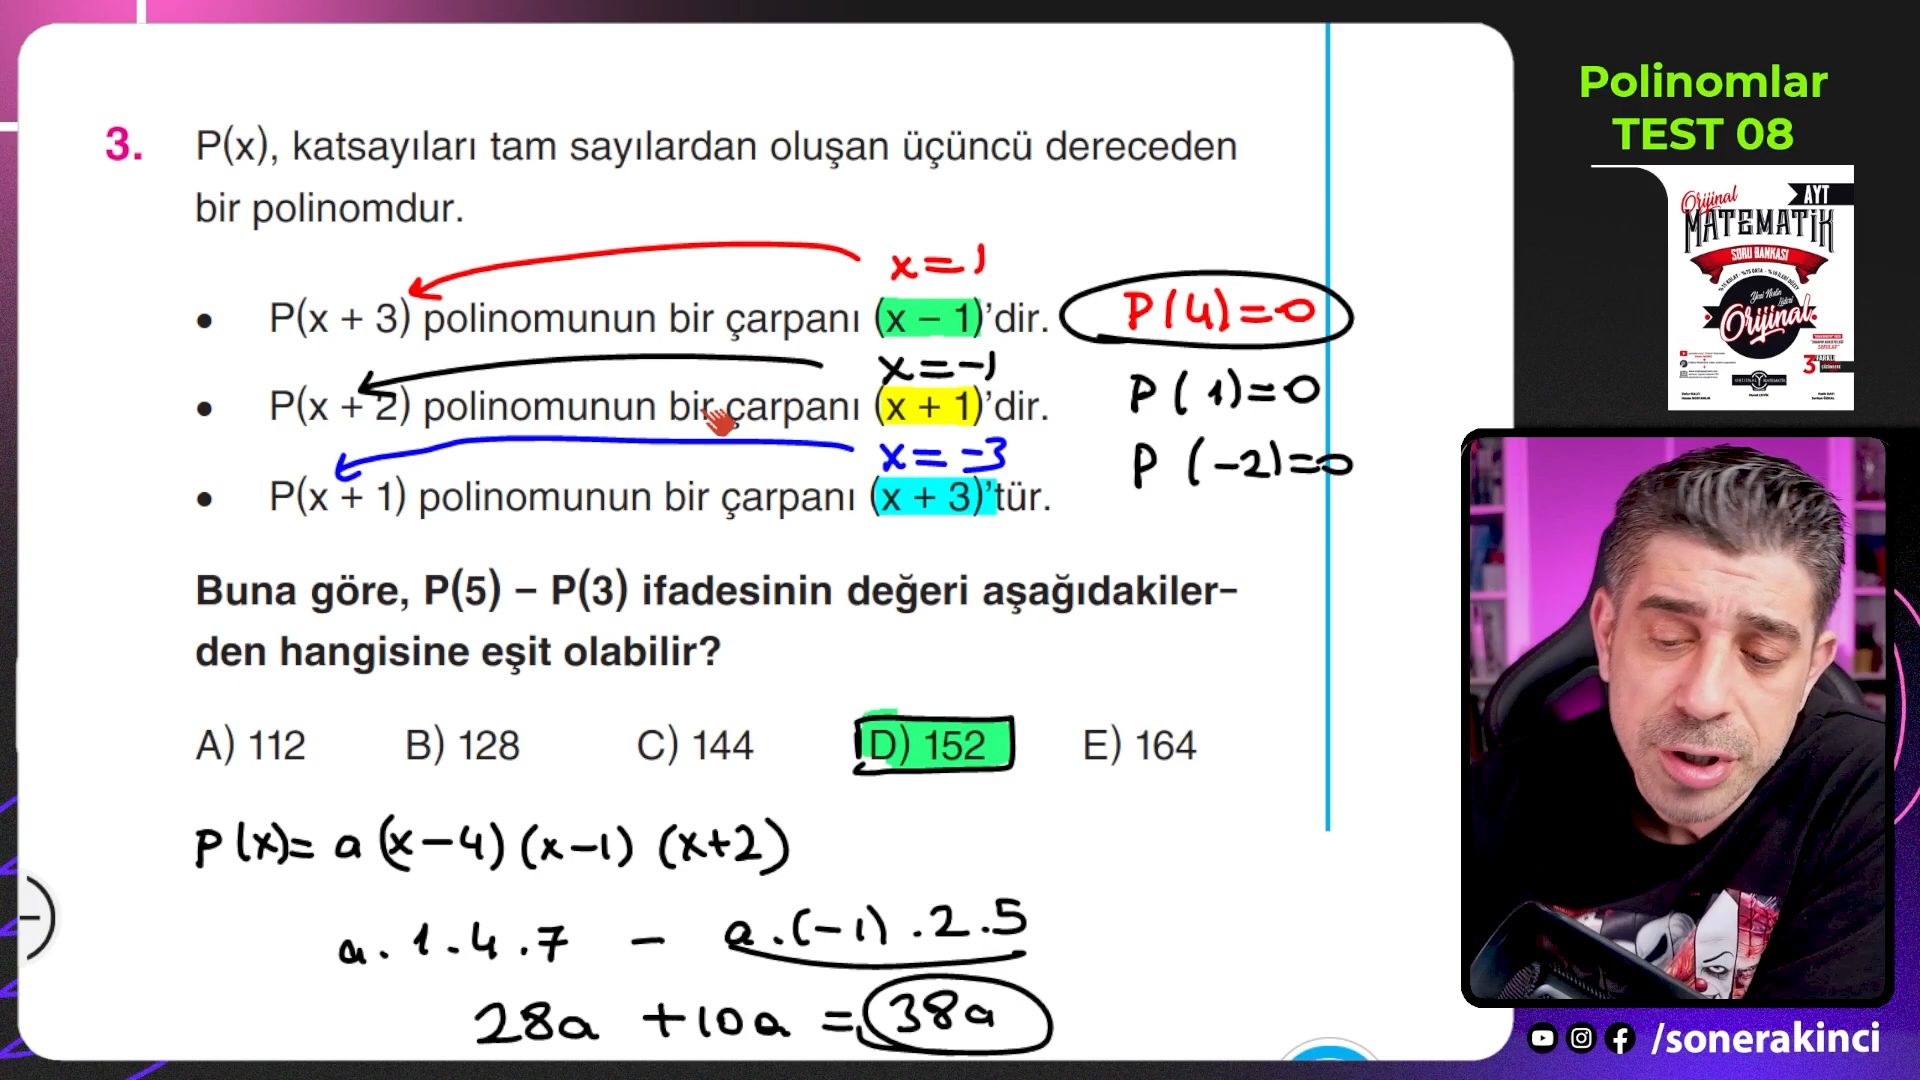 Polinomlar
TEST 08
Orijinal
AYT
MATEMATİK
SORU BANKASI
Orijinal
3.
P(x), katsayıları tam sayılardan oluşan üçüncü dereceden
bir polinomdur.
x=1
• P(x + 3) polinomunun bir çarpanı (x – 1)’dir.
P(4)=0
x=-1
• P(x + 2) polinomunun bir çarpanı (x + 1)’dir.
P(1)=0
x=-3
• P(x + 1) polinomunun bir çarpanı (x + 3)’tür.
P(-2)=0
Buna göre, P(5) – P(3) ifadesinin değeri aşağıdakiler-
den hangisine eşit olabilir?
A) 112 B) 128 C) 144 D) 152 E) 164
P(x)= a(x-4)(x-1)(x+2)
a.1.4.7 - a.(-1).2.5
28a +10a = 38a
/sonerakinci